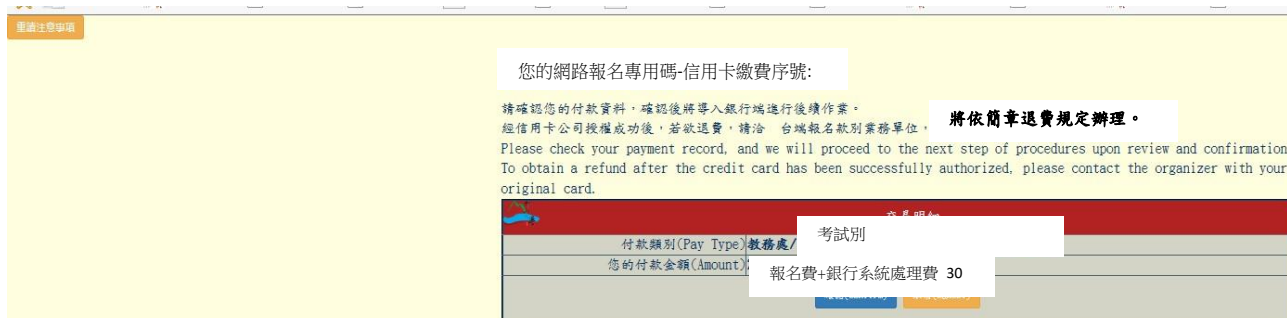 重讀注意事項
您的網路報名專用碼-信用卡繳費序號:
請確認您的付款資料，確認後將導入銀行端進行後續作業。
經信用卡公司授權成功後，若欲退費，請洽 台端報名款別業務單位， 將依簡章退費規定辦理。
Please check your payment record, and we will proceed to the next step of procedures upon review and confirmation
To obtain a refund after the credit card has been successfully authorized, please contact the organizer with your
original card.
付款類別(Pay Type) 教務處/ 考試別
您的付款金額(Amount) 報名費+銀行系統處理費 30